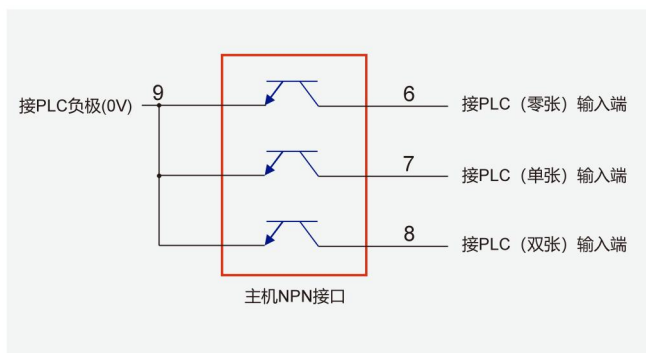 接PLC负极(0V)
9
6
接PLC（零张）输入端
7
接PLC（单张）输入端
8
接PLC（双张）输入端
主机NPN接口